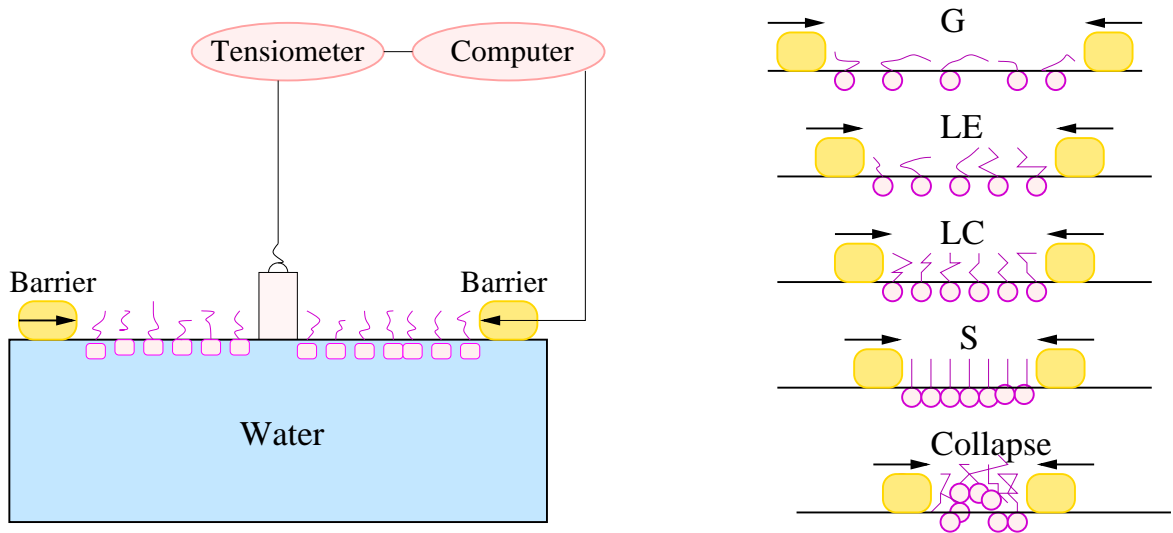 Tensiometer
Computer
Barrier
Barrier
Water
G
LE
LC
S
Collapse